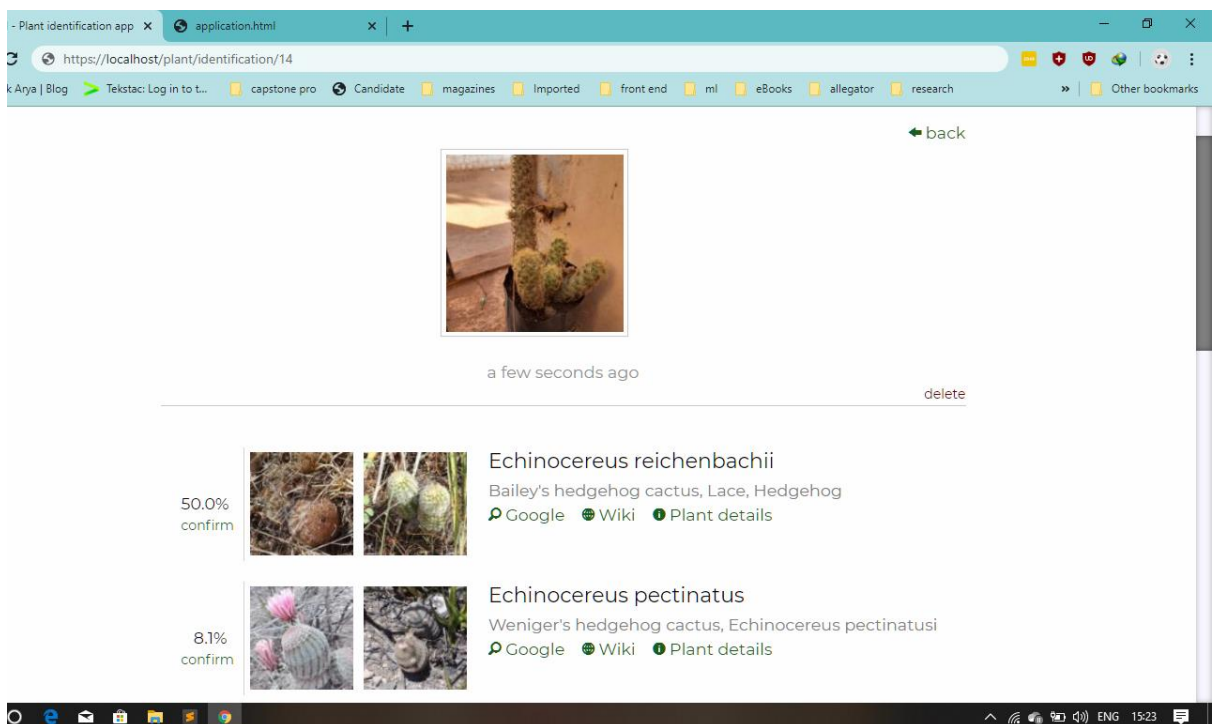 - Plant identification app
application.html
https://localhost/plant/identification/14
k Arya | Blog
Tekstac: Log in to t...
capstone pro
Candidate
magazines
Imported
front end
ml
eBooks
allegator
research
»
Other bookmarks
back
a few seconds ago
delete
50.0%
confirm
Echinocereus reichenbachii
Bailey's hedgehog cactus, Lace, Hedgehog
Google Wiki Plant details
8.1%
confirm
Echinocereus pectinatus
Weniger's hedgehog cactus, Echinocereus pectinatusi
Google Wiki Plant details
ENG 15:23